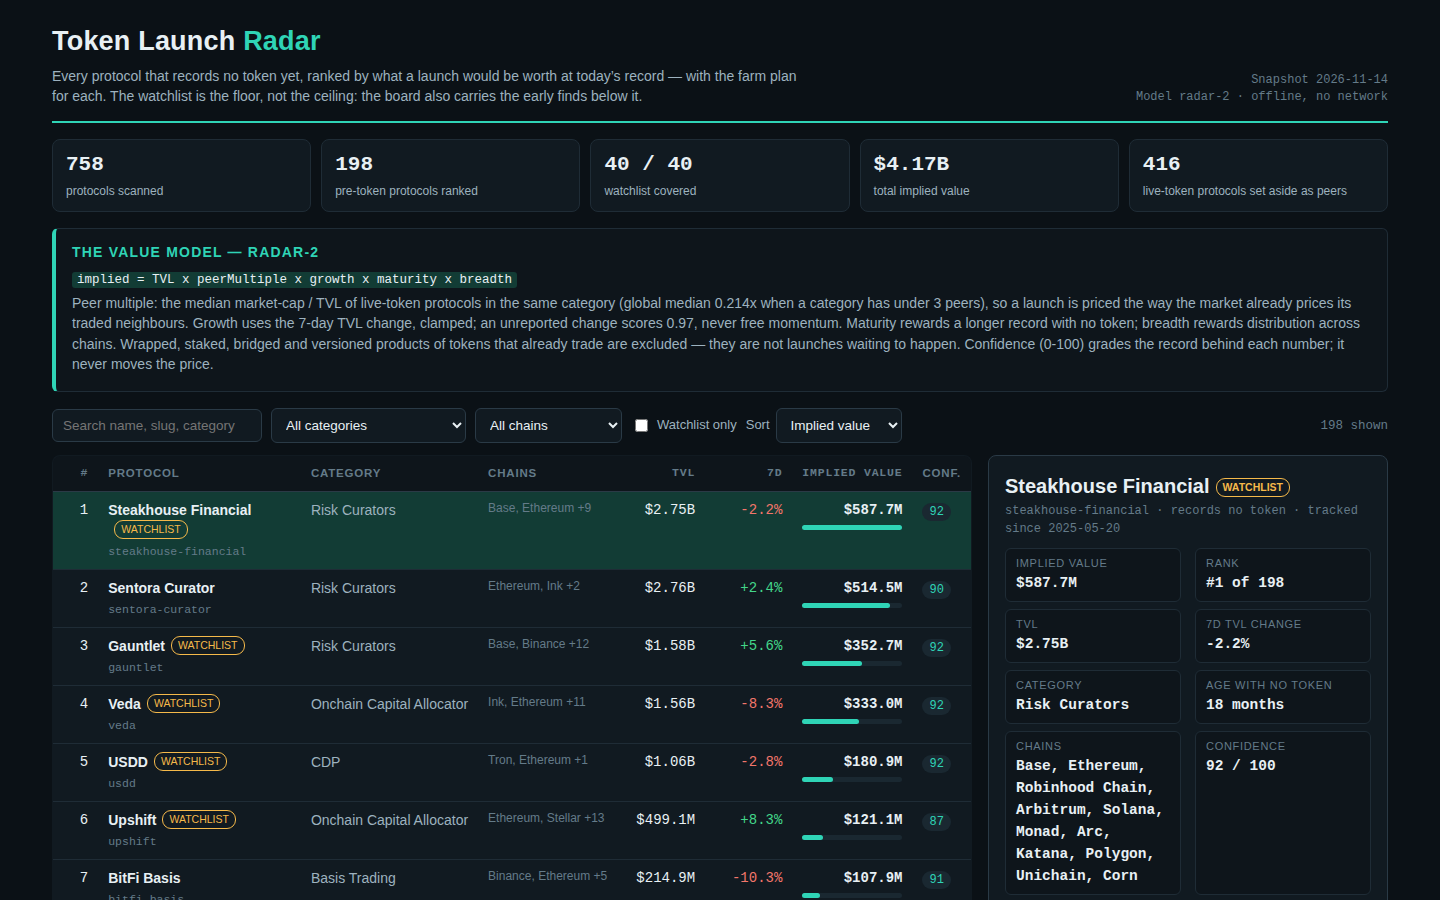 Token Launch Radar
Every protocol that records no token yet, ranked by what a launch would be worth at today's record — with the farm plan
for each. The watchlist is the floor, not the ceiling: the board also carries the early finds below it.
Snapshot 2026-11-14
Model radar-2 · offline, no network
758
protocols scanned
198
pre-token protocols ranked
40 / 40
watchlist covered
$4.17B
total implied value
416
live-token protocols set aside as peers
THE VALUE MODEL — RADAR-2
implied = TVL x peerMultiple x growth x maturity x breadth
Peer multiple: the median market-cap / TVL of live-token protocols in the same category (global median 0.214x when a category has under 3 peers), so a launch is priced the way the market already prices its
traded neighbours. Growth uses the 7-day TVL change, clamped; an unreported change scores 0.97, never free momentum. Maturity rewards a longer record with no token; breadth rewards distribution across
chains. Wrapped, staked, bridged and versioned products of tokens that already trade are excluded — they are not launches waiting to happen. Confidence (0-100) grades the record behind each number; it
never moves the price.
Search name, slug, category
All categories
All chains
Watchlist only
Sort
Implied value
198 shown
# PROTOCOL CATEGORY CHAINS TVL 7D IMPLIED VALUE CONF.
1 Steakhouse Financial Risk Curators Base, Ethereum +9 $2.75B -2.2% $587.7M 92
WATCHLIST
steakhouse-financial
2 Sentora Curator Risk Curators Ethereum, Ink +2 $2.76B +2.4% $514.5M 90
sentora-curator
3 Gauntlet WATCHLIST Risk Curators Base, Binance +12 $1.58B +5.6% $352.7M 92
gauntlet
4 Veda WATCHLIST Onchain Capital Allocator Ink, Ethereum +11 $1.56B -8.3% $333.0M 92
veda
5 USDD WATCHLIST CDP Tron, Ethereum +1 $1.06B -2.8% $180.9M 92
usdd
6 Upshift WATCHLIST Onchain Capital Allocator Ethereum, Stellar +13 $499.1M +8.3% $121.1M 87
upshift
7 BitFi Basis Basis Trading Binance, Ethereum +5 $214.9M -10.3% $107.9M 91
bitfi-basis
Steakhouse Financial WATCHLIST
steakhouse-financial · records no token · tracked
since 2025-05-20
IMPLIED VALUE
$587.7M
RANK
#1 of 198
TVL
$2.75B
7D TVL CHANGE
-2.2%
CATEGORY
Risk Curators
AGE WITH NO TOKEN
18 months
CHAINS
Base, Ethereum,
Robinhood Chain,
Arbitrum, Solana,
Monad, Arc,
Katana, Polygon,
Unichain, Corn
CONFIDENCE
92 / 100